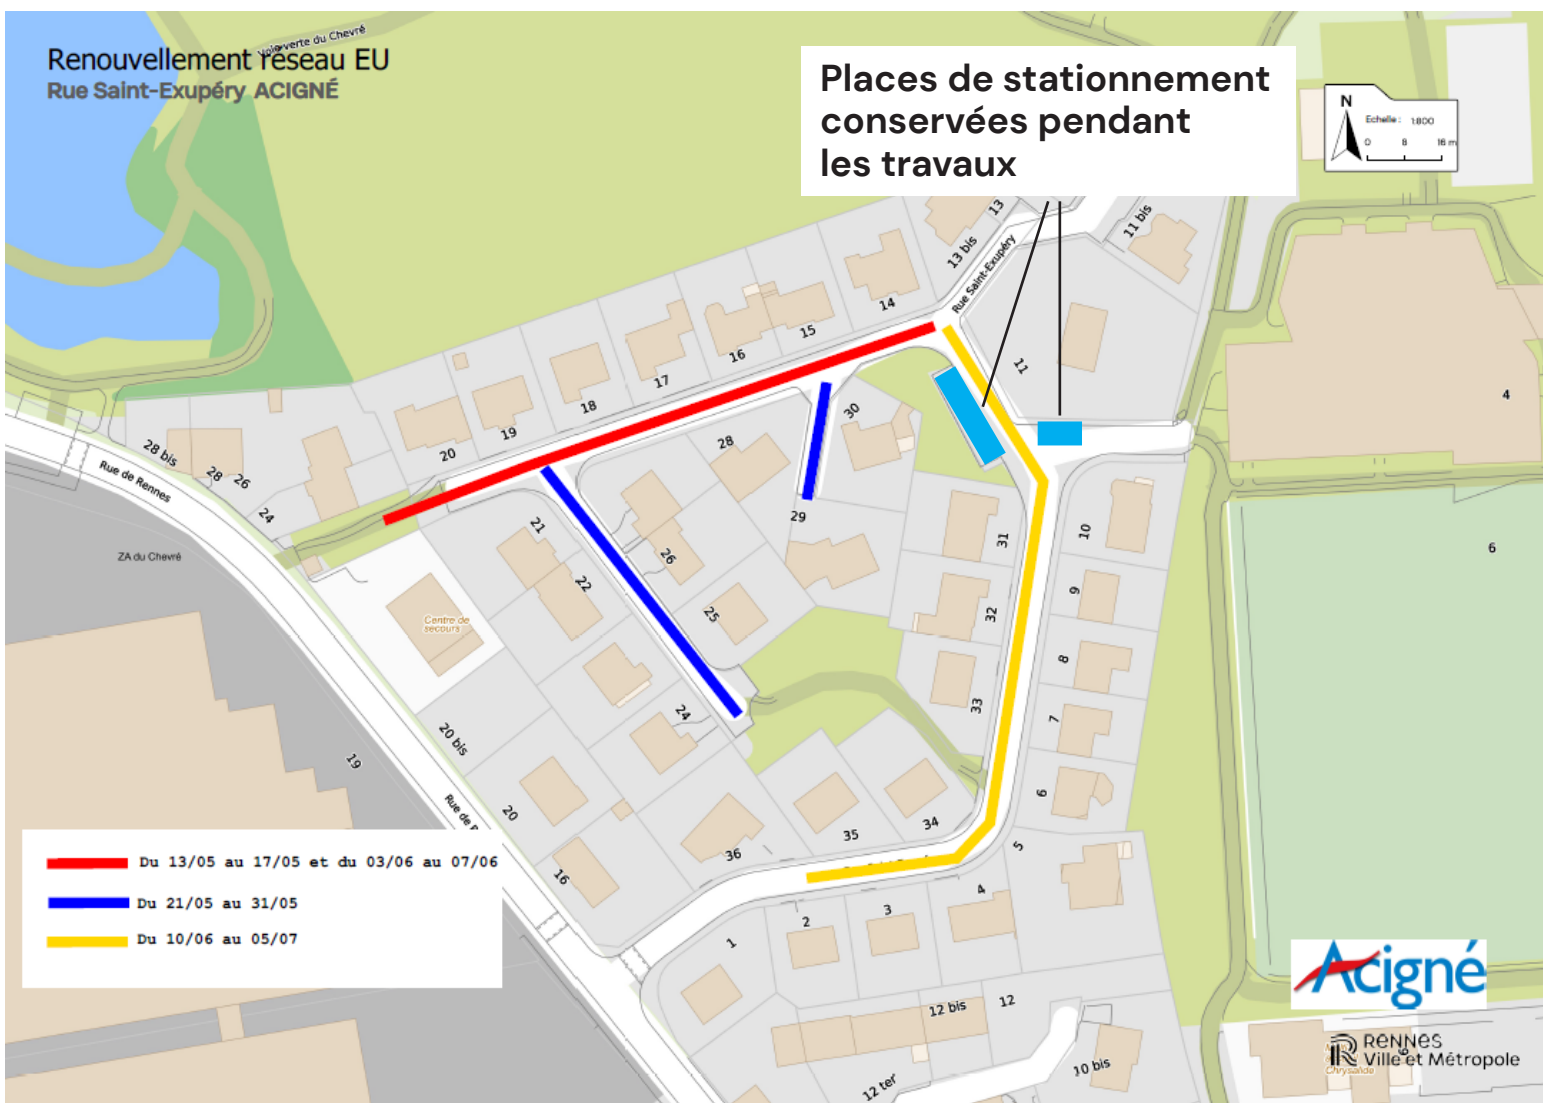 Renouvellement réseau EU
Voie verte du Chevré
Rue Saint-Exupéry ACIGNÉ
Places de stationnement
conservées pendant
les travaux
N
Echelle : 1:800
0 8 16 m
13
13 bis
11 bis
Rue Saint-Exupéry
14
15
16
17
18
19
20
11
30
28
29
4
6
28 bis
28
26
24
Rue de Rennes
ZA du Chevré
21
22
26
25
24
Centre de
secours
31
32
33
10
9
8
7
6
5
20 bis
19
20
16
36
35
34
4
3
2
1
12 bis
12
10 bis
12 ter
Du 13/05 au 17/05 et du 03/06 au 07/06
Du 21/05 au 31/05
Du 10/06 au 05/07
Acigné
RENNES
Ville et Métropole
Chrysalide